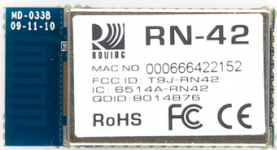 MD-033B
09-11-10
ROVING
RN-42
MAC NO. 000666422152
FCC ID: T9J-RN42
IC: 6514A-RN42
QDID: B014876
RoHS FC CE